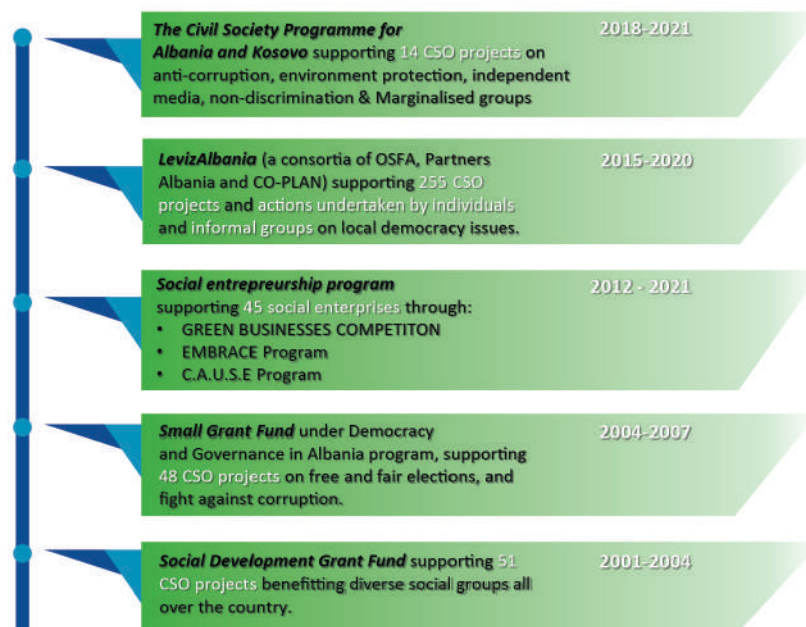 The Civil Society Programme for 2018-2021
Albania and Kosovo supporting 14 CSO projects on
anti-corruption, environment protection, independent
media, non-discrimination & Marginalised groups
LevizAlbania (a consortia of OSFA, Partners 2015-2020
Albania and CO-PLAN) supporting 255 CSO
projects and actions undertaken by individuals
and informal groups on local democracy issues.
Social entrepreurship program 2012 - 2021
supporting 45 social enterprises through:
• GREEN BUSINESSES COMPETITON
• EMBRACE Program
• C.A.U.S.E Program
Small Grant Fund under Democracy 2004-2007
and Governance in Albania program, supporting
48 CSO projects on free and fair elections, and
fight against corruption.
Social Development Grant Fund supporting 51 2001-2004
CSO projects benefitting diverse social groups all
over the country.